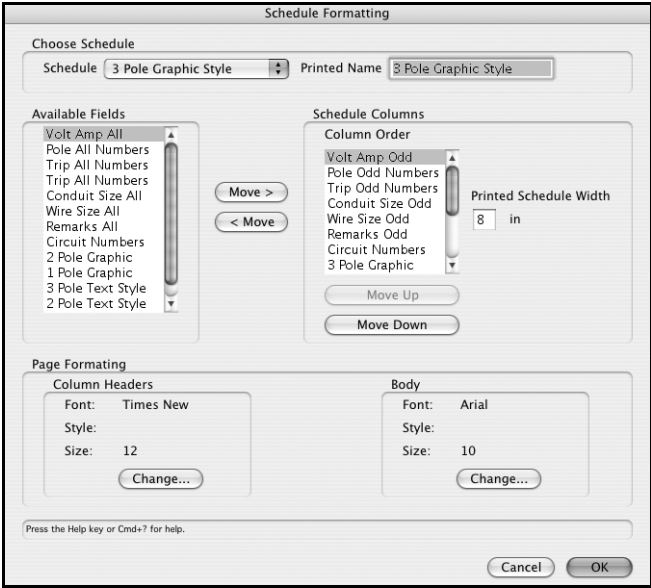 Schedule Formatting
Choose Schedule
Schedule 3 Pole Graphic Style Printed Name 3 Pole Graphic Style
Available Fields
Volt Amp All
Pole All Numbers
Trip All Numbers
Trip All Numbers
Conduit Size All
Wire Size All
Remarks All
Circuit Numbers
2 Pole Graphic
1 Pole Graphic
3 Pole Text Style
2 Pole Text Style
Move >
< Move
Schedule Columns
Column Order
Volt Amp Odd
Pole Odd Numbers
Trip Odd Numbers
Conduit Size Odd
Wire Size Odd
Remarks Odd
Circuit Numbers
3 Pole Graphic
Move Up
Move Down
Printed Schedule Width
8 in
Page Formating
Column Headers
Font: Times New
Style:
Size: 12
Change...
Body
Font: Arial
Style:
Size: 10
Change...
Press the Help key or Cmd+? for help.
Cancel OK